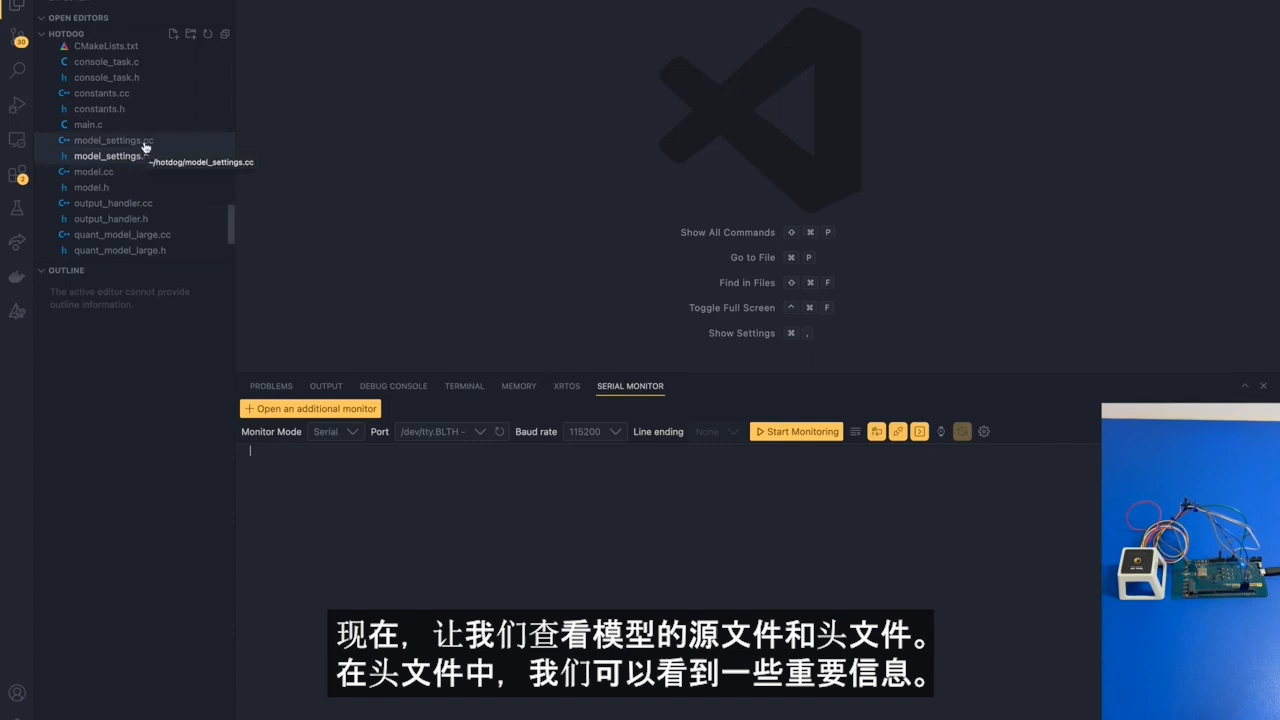 OPEN EDITORS
HOTDOG
CMakeLists.txt
console_task.c
console_task.h
constants.cc
constants.h
main.c
model_settings.cc
model_settings.
~/hotdog/model_settings.cc
model.cc
model.h
output_handler.cc
output_handler.h
quant_model_large.cc
quant_model_large.h
OUTLINE
The active editor cannot provide
outline information.
30
2
Show All Commands ⇧ ⌘ P
Go to File ⌘ P
Find in Files ⇧ ⌘ F
Toggle Full Screen ⌃ ⌘ F
Show Settings ⌘ ,
PROBLEMS OUTPUT DEBUG CONSOLE TERMINAL MEMORY XRTOS SERIAL MONITOR
+ Open an additional monitor
Monitor Mode Serial Port /dev/tty.BLTH - Baud rate 115200 Line ending None Start Monitoring
现在，让我们查看模型的源文件和头文件。
在头文件中，我们可以看到一些重要信息。